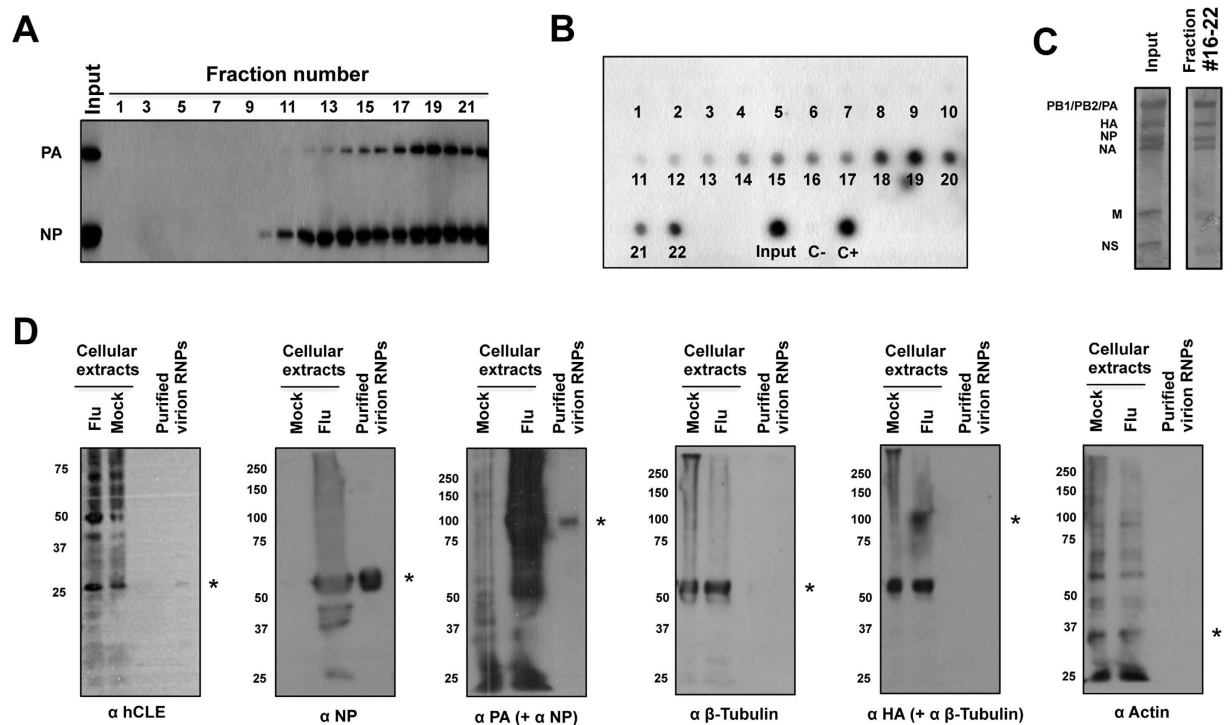 A
Fraction number
Input
1 3 5 7 9 11 13 15 17 19 21
PA
NP
B
1 2 3 4 5 6 7 8 9 10
11 12 13 14 15 16 17 18 19 20
21 22 Input C- C+
C
Input
Fraction
#16-22
PB1/PB2/PA
HA
NP
NA
M
NS
D
Cellular
extracts
Flu
Mock
Purified
virion RNPs
75
50
37
25
*
α hCLE
Cellular
extracts
Mock
Flu
Purified
virion RNPs
250
150
100
75
50
37
25
*
α NP
Cellular
extracts
Mock
Flu
Purified
virion RNPs
250
150
100
75
50
37
25
*
α PA (+ α NP)
Cellular
extracts
Mock
Flu
Purified
virion RNPs
250
150
100
75
50
37
25
*
α β-Tubulin
Cellular
extracts
Mock
Flu
Purified
virion RNPs
250
150
100
75
50
37
25
*
α HA (+ α β-Tubulin)
Cellular
extracts
Mock
Flu
Purified
virion RNPs
250
150
100
75
50
37
25
*
α Actin